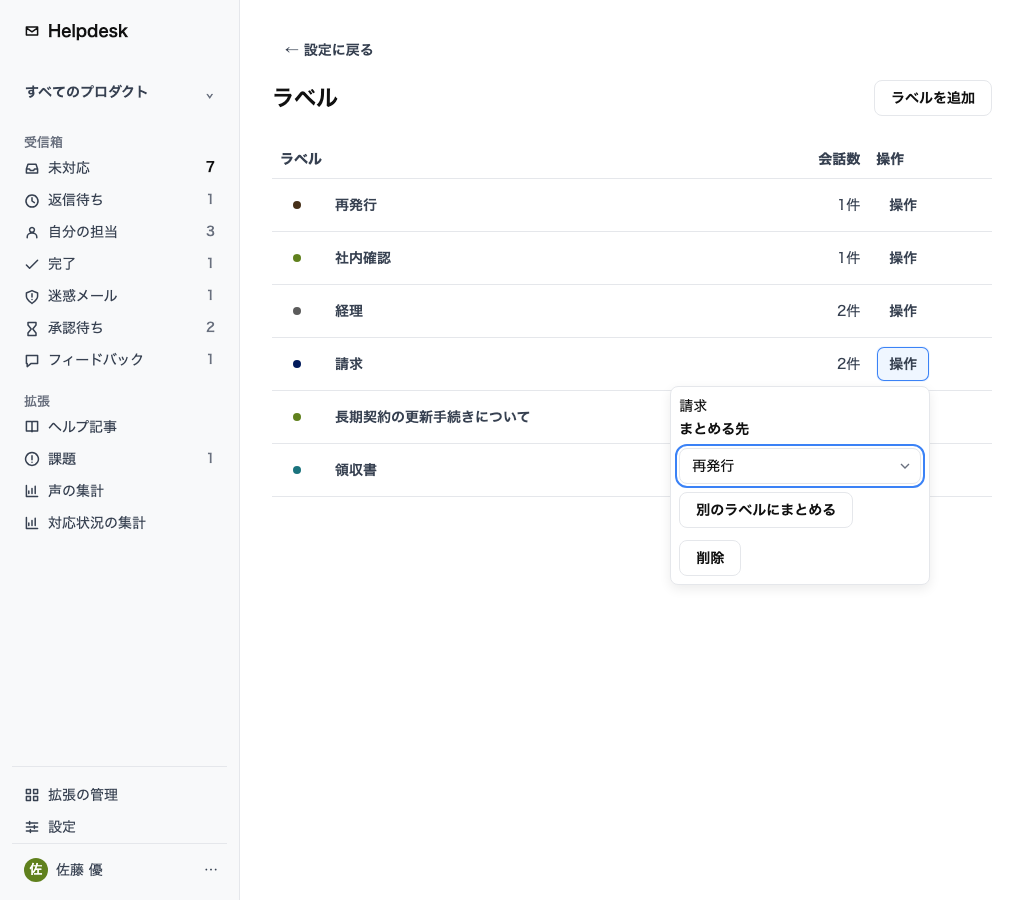 Helpdesk
すべてのプロダクト
受信箱
未対応 7
返信待ち 1
自分の担当 3
完了 1
迷惑メール 1
承認待ち 2
フィードバック 1
拡張
ヘルプ記事
課題 1
声の集計
対応状況の集計
拡張の管理
設定
佐 佐藤 優 …
← 設定に戻る
ラベル
ラベルを追加
ラベル 会話数 操作
再発行 1件 操作
社内確認 1件 操作
経理 2件 操作
請求 2件 操作
長期契約の更新手続きについて
領収書
請求
まとめる先
再発行
別のラベルにまとめる
削除